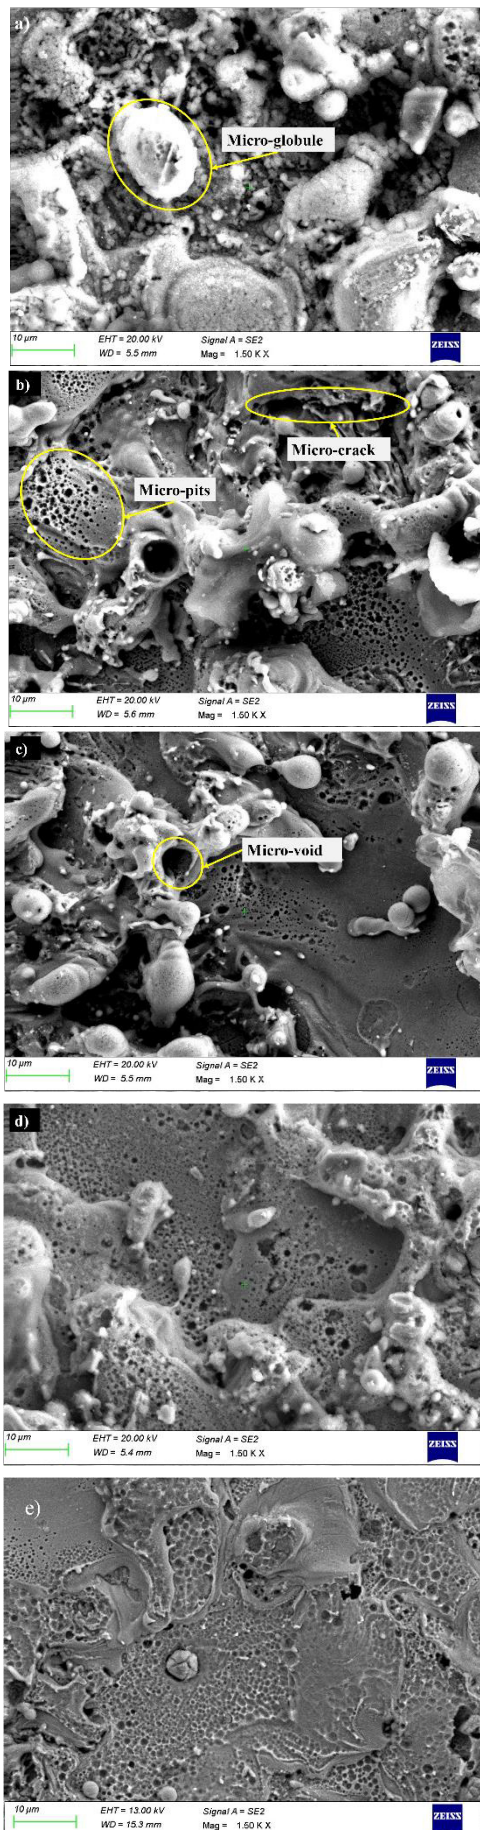 a)
Micro-globule
10 µm
EHT = 20.00 kV
Signal A = SE2
WD = 5.5 mm
Mag = 1.50 K X
ZEISS
b)
Micro-crack
Micro-pits
10 µm
EHT = 20.00 kV
Signal A = SE2
WD = 5.6 mm
Mag = 1.50 K X
ZEISS
c)
Micro-void
10 µm
EHT = 20.00 kV
Signal A = SE2
WD = 5.5 mm
Mag = 1.50 K X
ZEISS
d)
10 µm
EHT = 20.00 kV
Signal A = SE2
WD = 5.4 mm
Mag = 1.50 K X
ZEISS
e)
10 µm
EHT = 13.00 kV
Signal A = SE2
WD = 15.3 mm
Mag = 1.50 K X
ZEISS